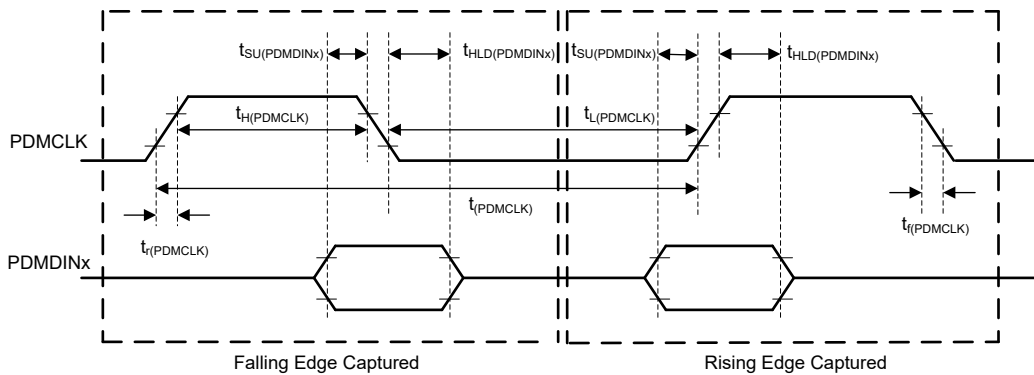 tSU(PDMDINx) tHLD(PDMDINx) tSU(PDMDINx) tHLD(PDMDINx)
tH(PDMCLK) tL(PDMCLK)
PDMCLK
t(PDMCLK)
tr(PDMCLK) tf(PDMCLK)
PDMDINx
Falling Edge Captured Rising Edge Captured